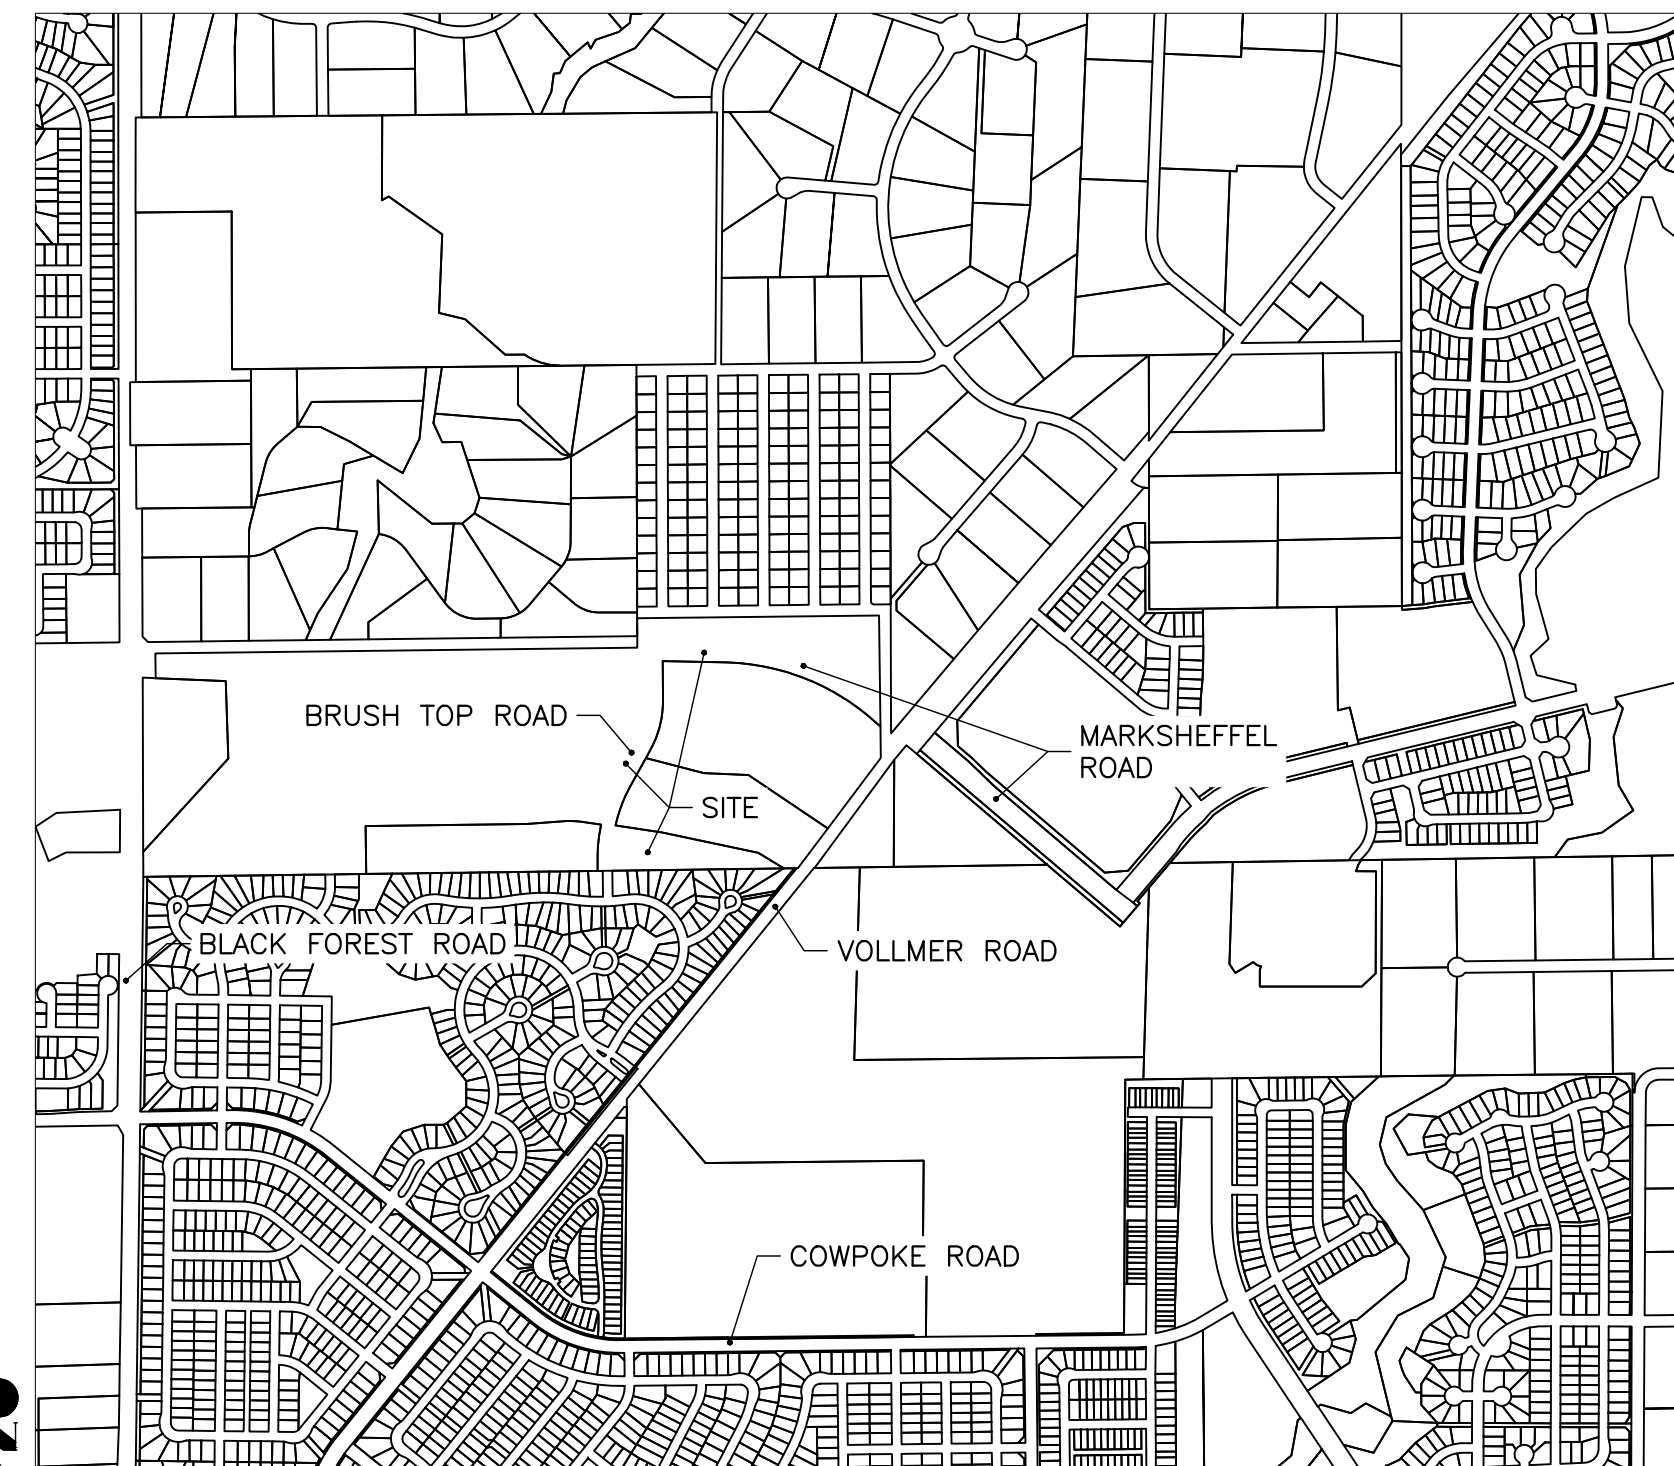 BRUSH TOP ROAD
MARKSHEFFEL
ROAD
SITE
BLACK FOREST ROAD
VOLLMER ROAD
COWPOKE ROAD